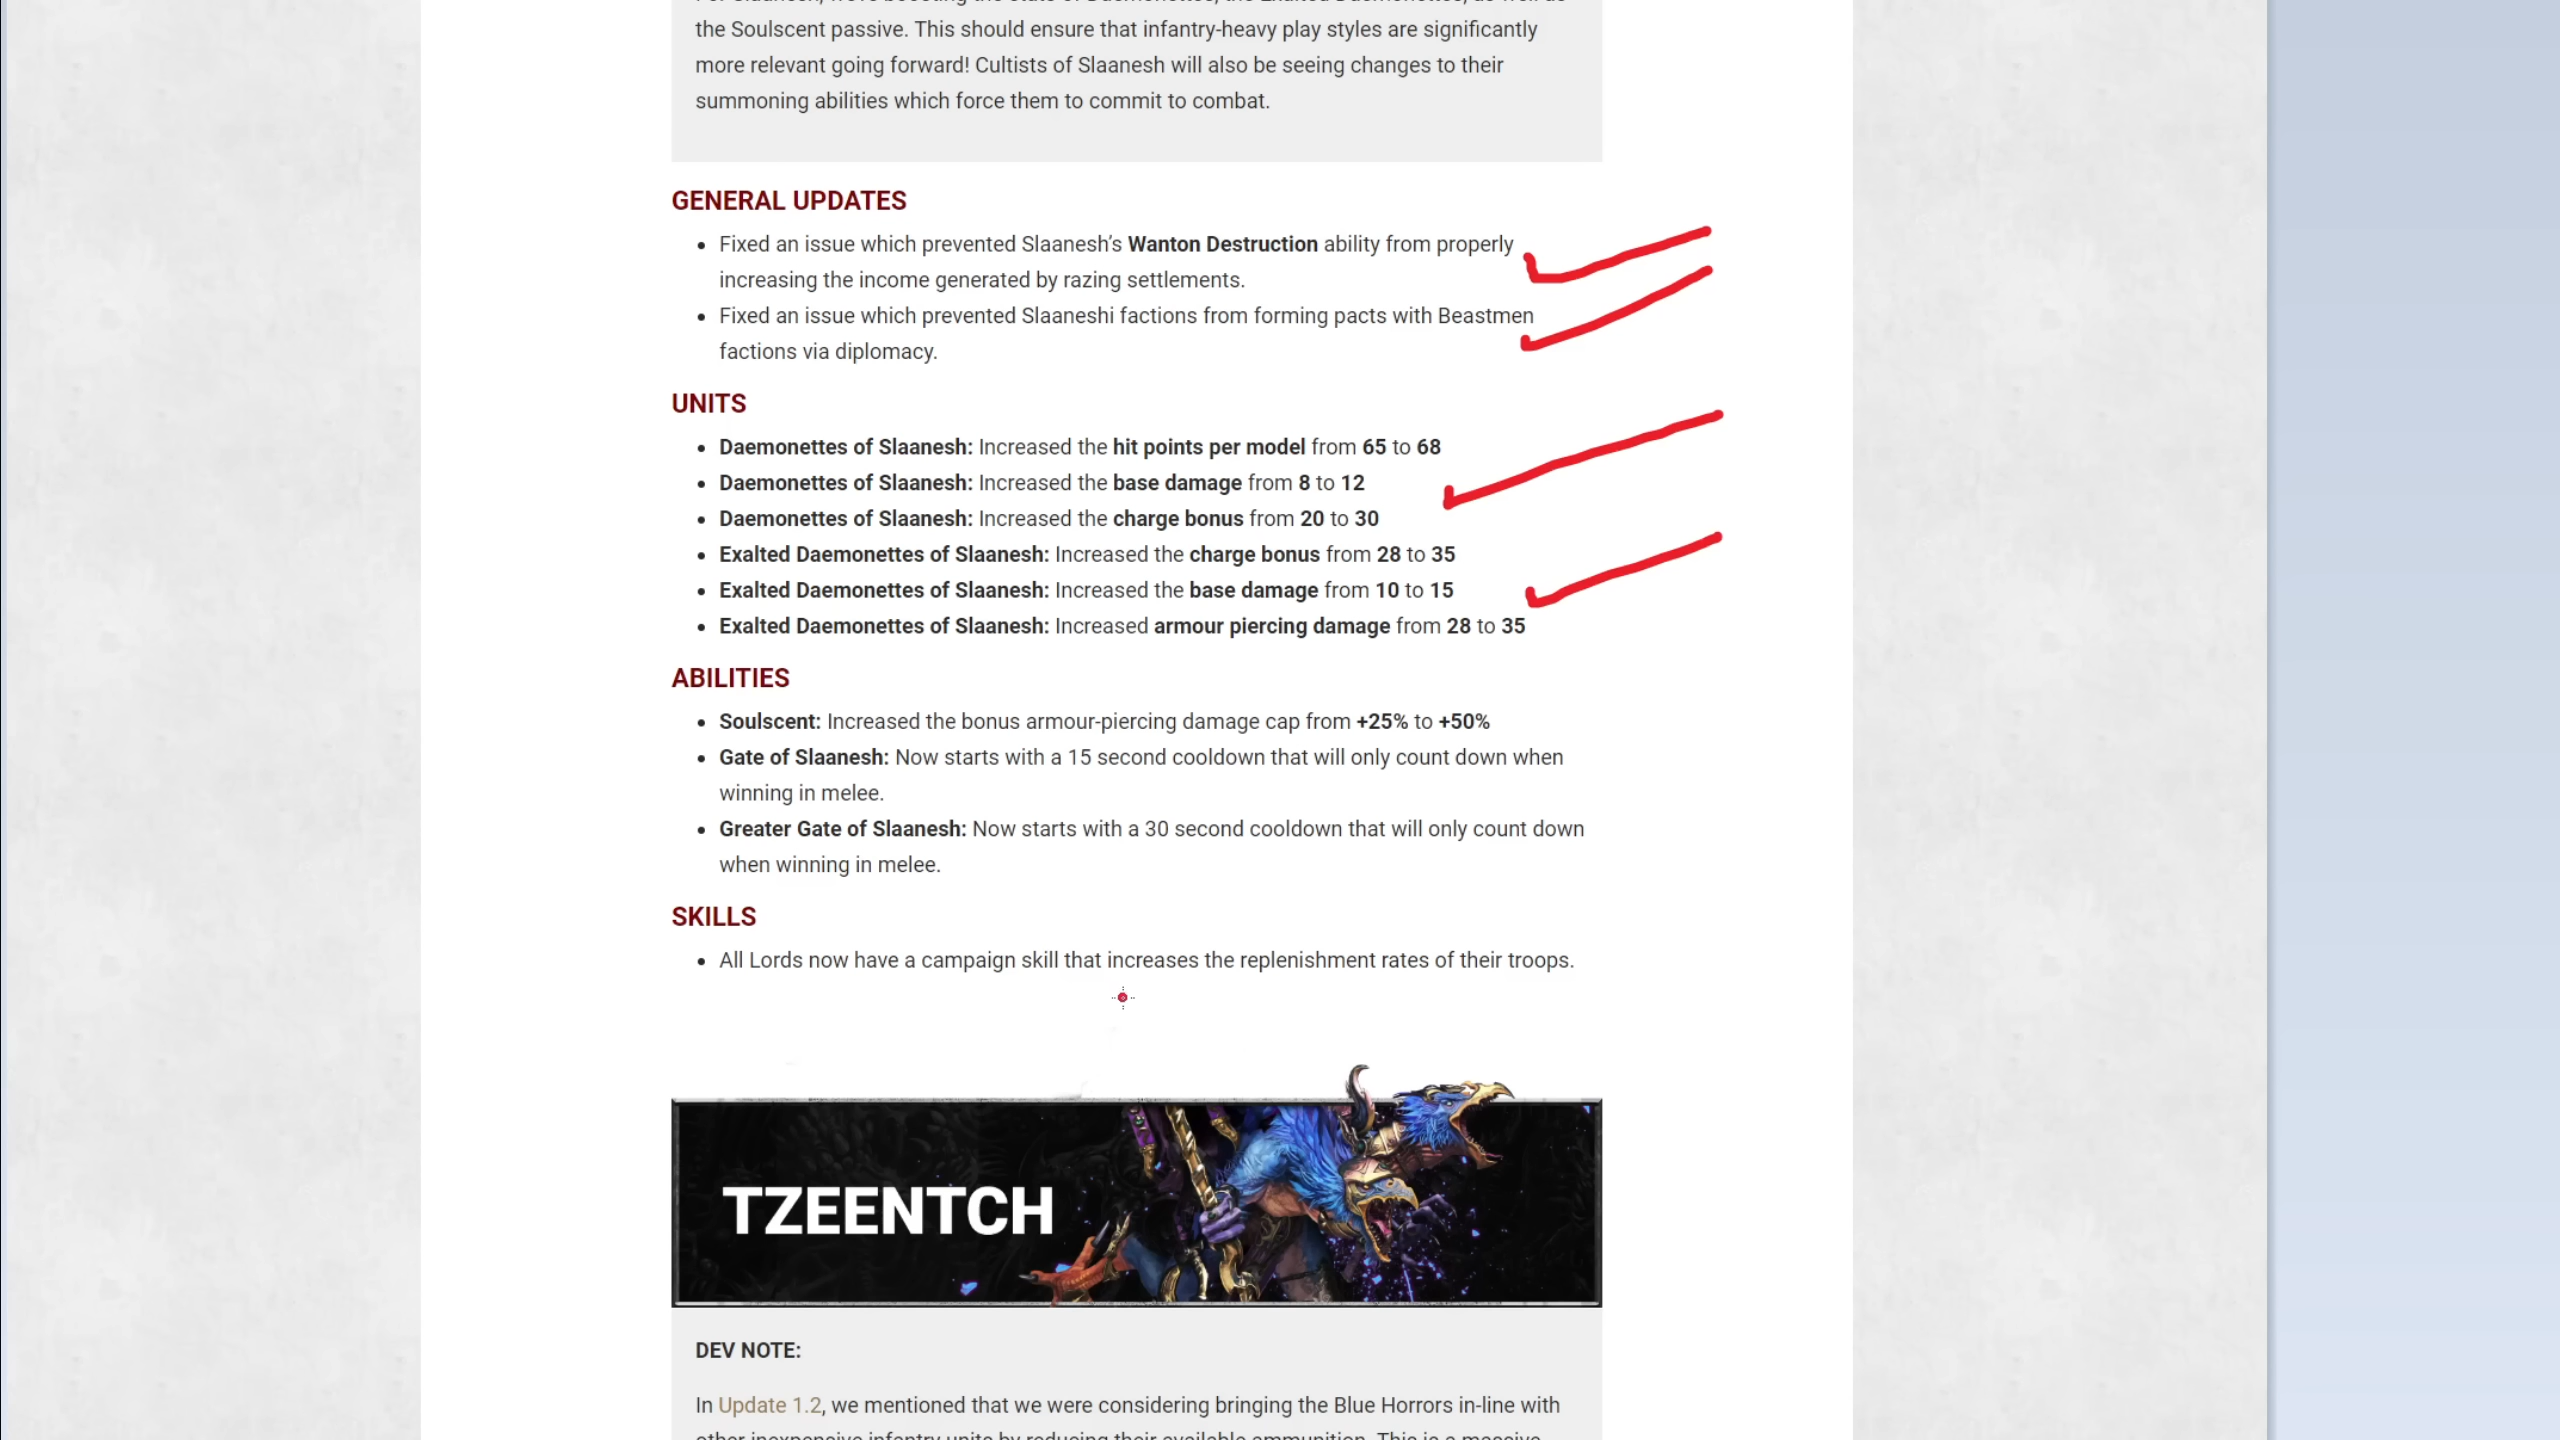 the Soulscent passive. This should ensure that infantry-heavy play styles are significantly
more relevant going forward! Cultists of Slaanesh will also be seeing changes to their
summoning abilities which force them to commit to combat.
GENERAL UPDATES
• Fixed an issue which prevented Slaanesh’s Wanton Destruction ability from properly
increasing the income generated by razing settlements.
• Fixed an issue which prevented Slaaneshi factions from forming pacts with Beastmen
factions via diplomacy.
UNITS
• Daemonettes of Slaanesh: Increased the hit points per model from 65 to 68
• Daemonettes of Slaanesh: Increased the base damage from 8 to 12
• Daemonettes of Slaanesh: Increased the charge bonus from 20 to 30
• Exalted Daemonettes of Slaanesh: Increased the charge bonus from 28 to 35
• Exalted Daemonettes of Slaanesh: Increased the base damage from 10 to 15
• Exalted Daemonettes of Slaanesh: Increased armour piercing damage from 28 to 35
ABILITIES
• Soulscent: Increased the bonus armour-piercing damage cap from +25% to +50%
• Gate of Slaanesh: Now starts with a 15 second cooldown that will only count down when
winning in melee.
• Greater Gate of Slaanesh: Now starts with a 30 second cooldown that will only count down
when winning in melee.
SKILLS
• All Lords now have a campaign skill that increases the replenishment rates of their troops.
TZEENTCH
DEV NOTE:
In Update 1.2, we mentioned that we were considering bringing the Blue Horrors in-line with
other inexpensive infantry units by reducing their available ammunition. This is a massive